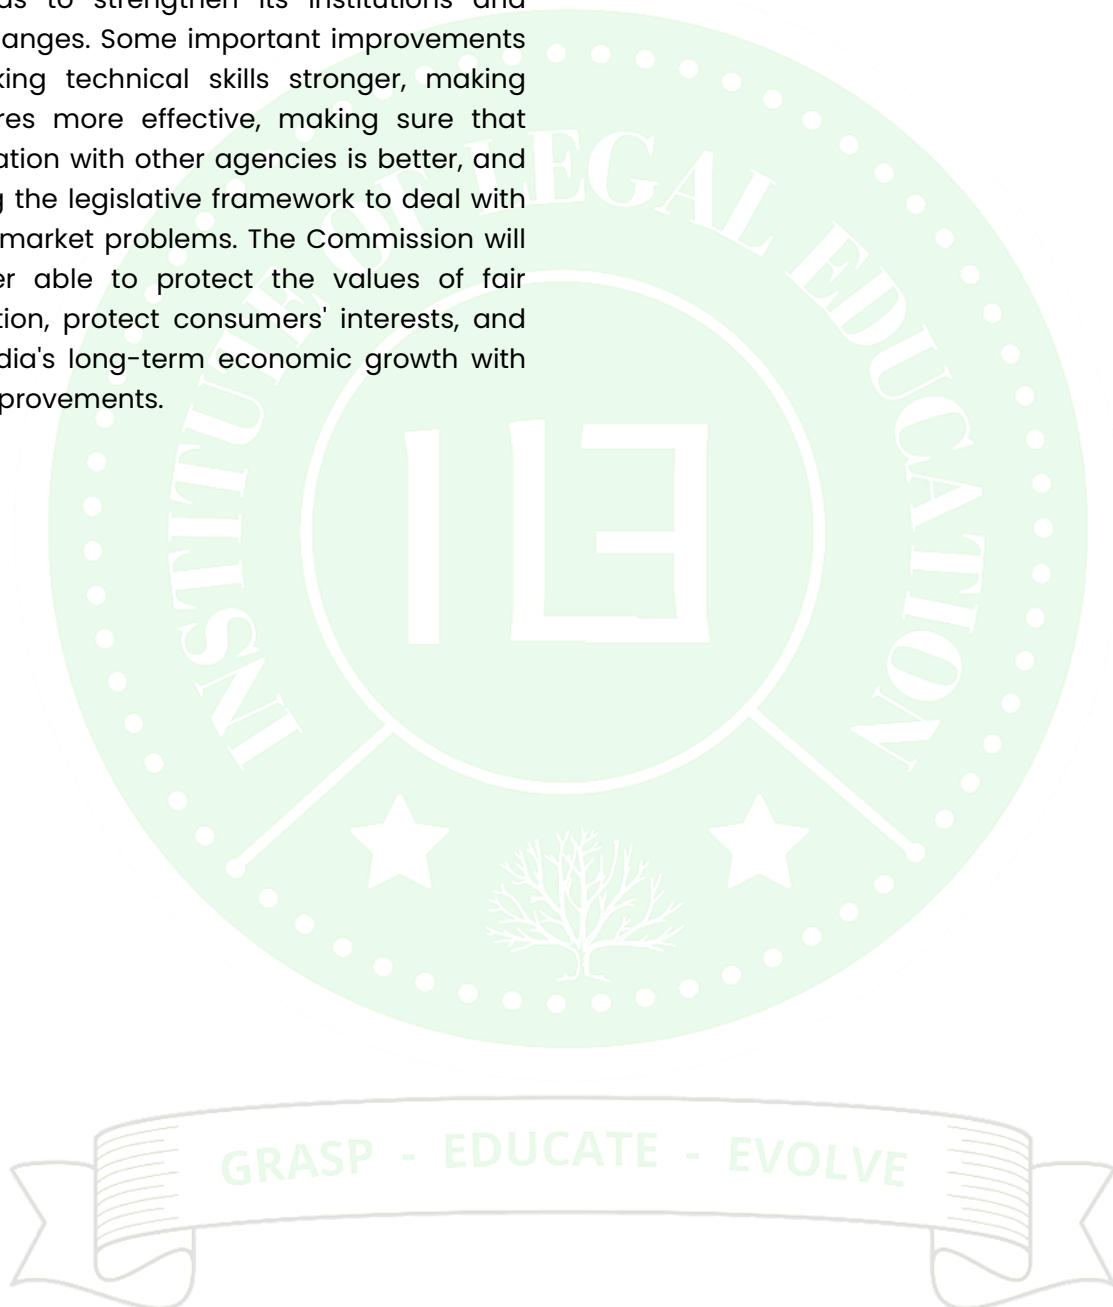 to strengthen its institutions and
anges. Some important improvements
king technical skills stronger, making
res more effective, making sure that
ation with other agencies is better, and
g the legislative framework to deal with
market problems. The Commission will
er able to protect the values of fair
tion, protect consumers' interests, and
dia's long-term economic growth with
provements.
INSTITUTE OF LEGAL EDUCATION
ILE
GRASP - EDUCATE - EVOLVE